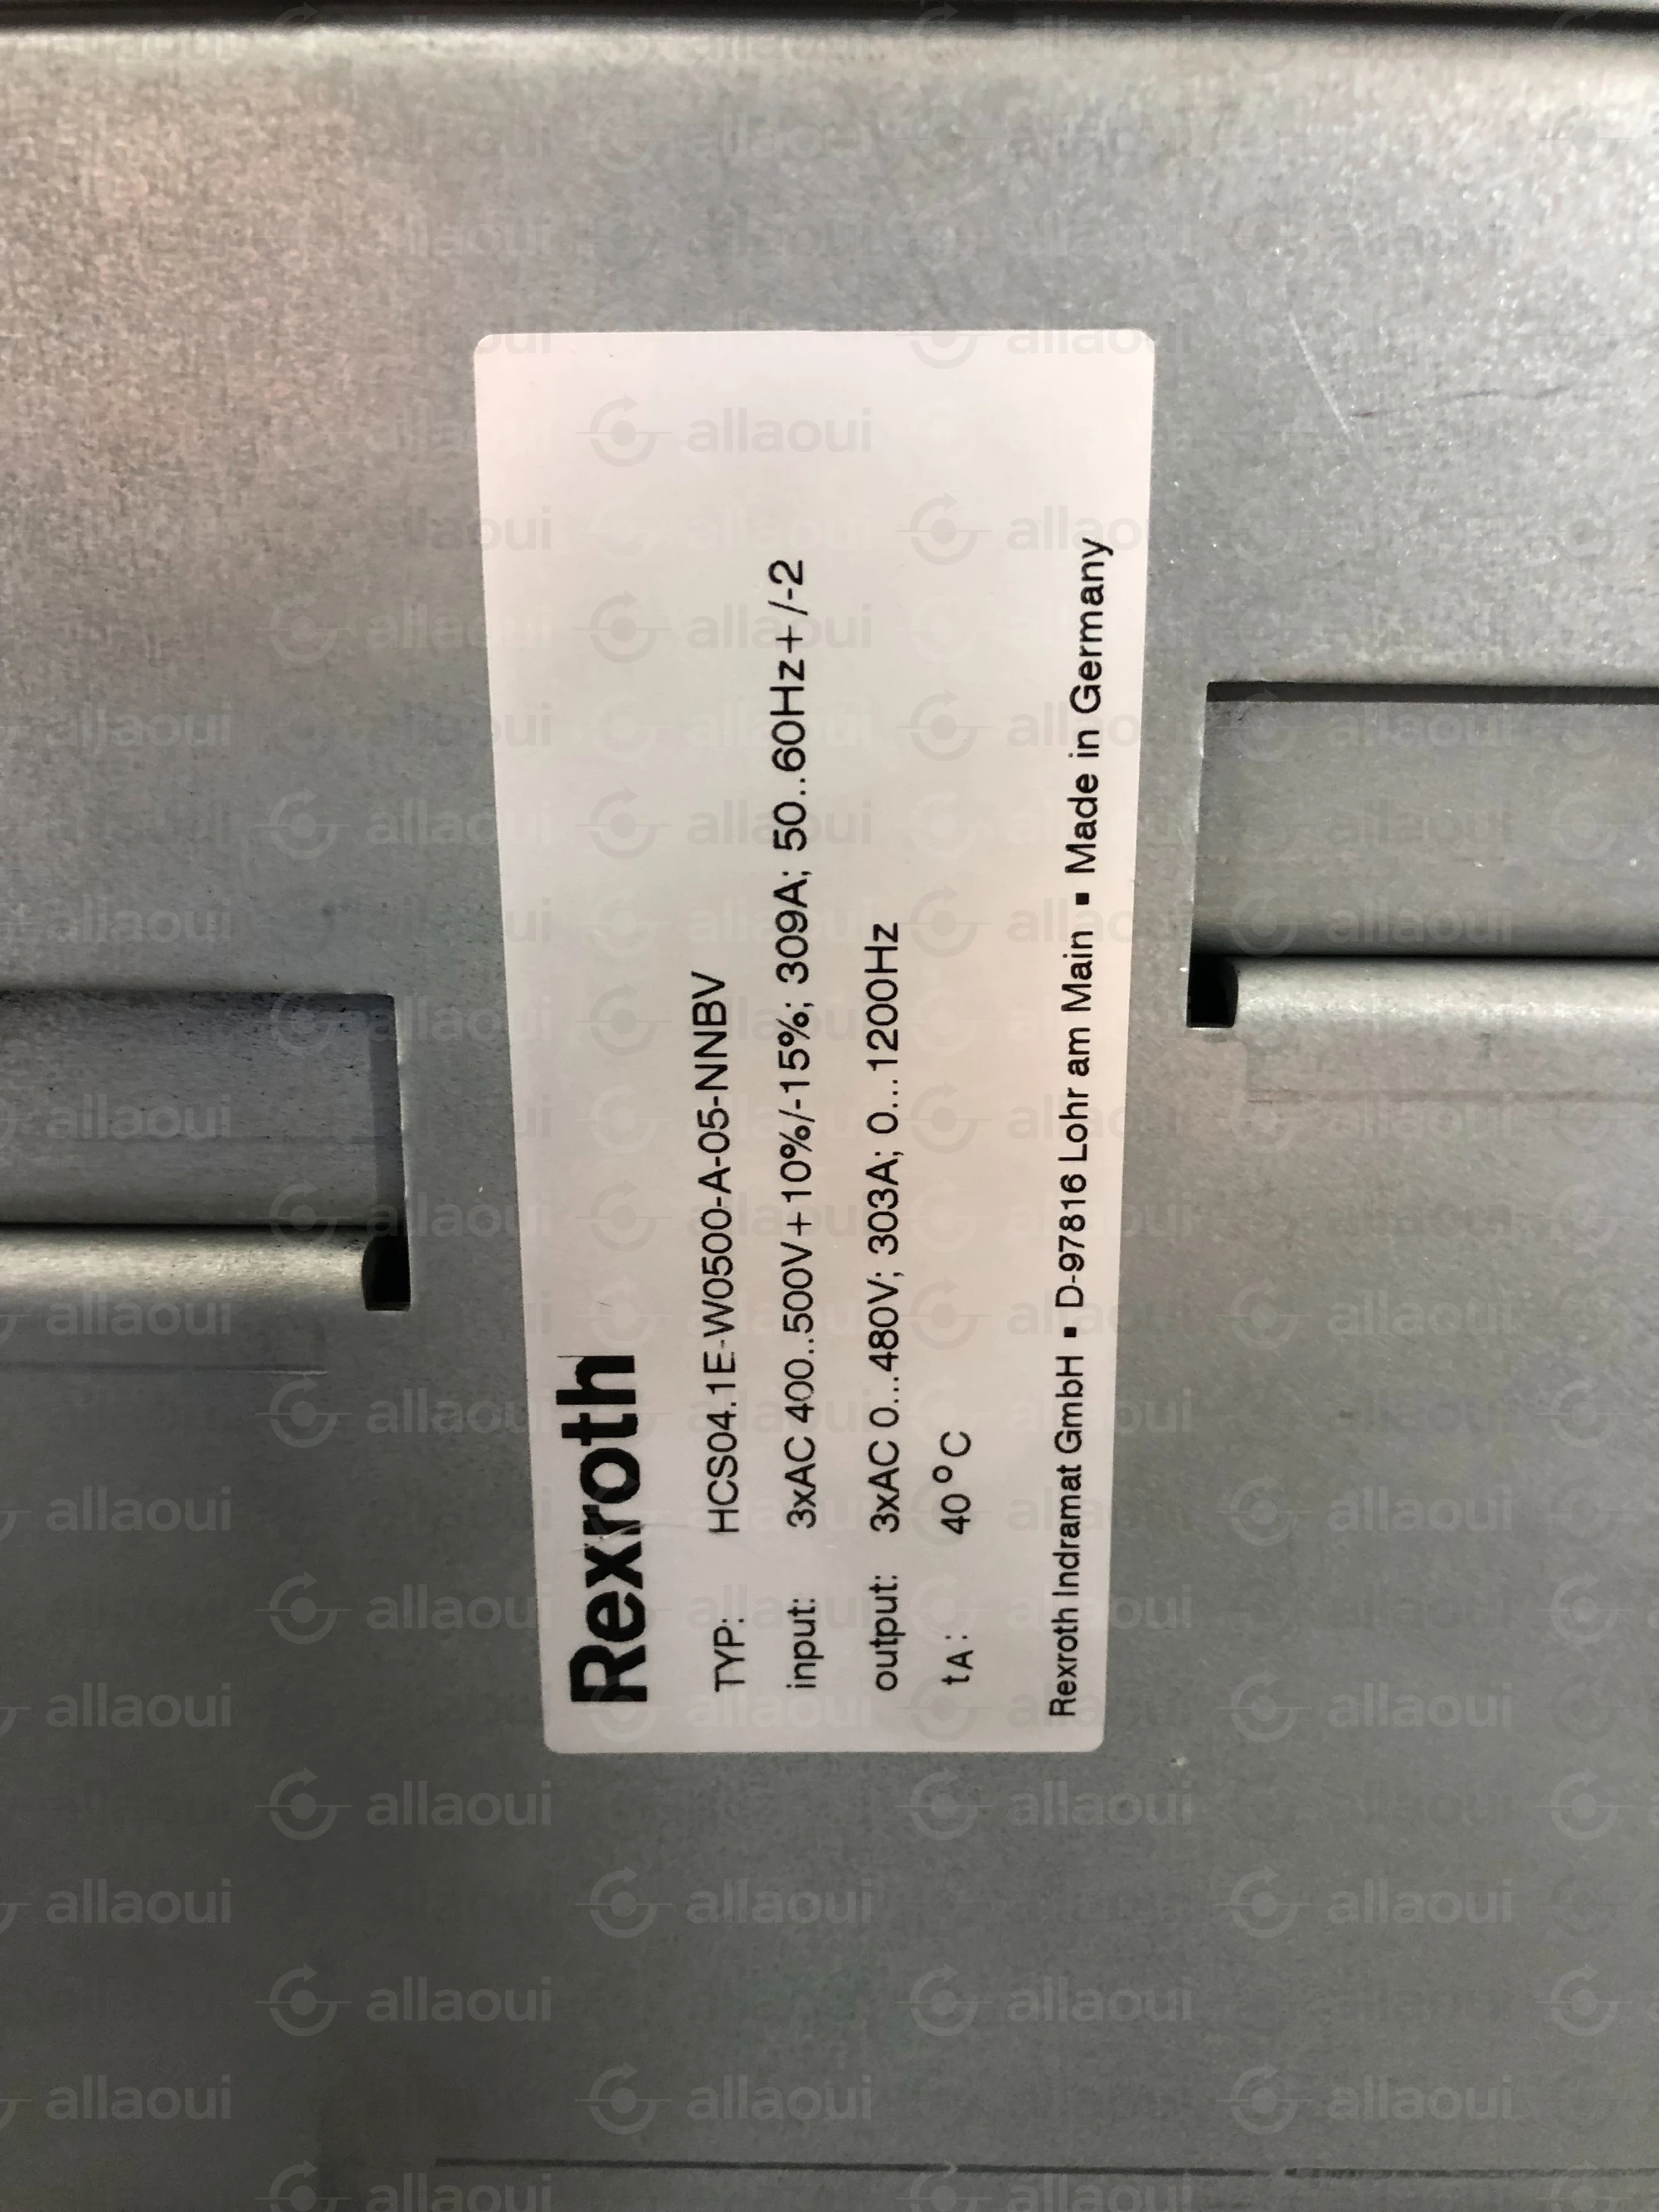 Rexroth
TYP: HCS04.1E-W0500-A-05-NNBV
input: 3xAC 400..500V+10%/-15%; 309A; 50..60Hz+/-2
output: 3xAC 0...480V; 303A; 0...1200Hz
tA: 40°C
Rexroth Indramat GmbH ▪ D-97816 Lohr am Main ▪ Made in Germany
allaoui